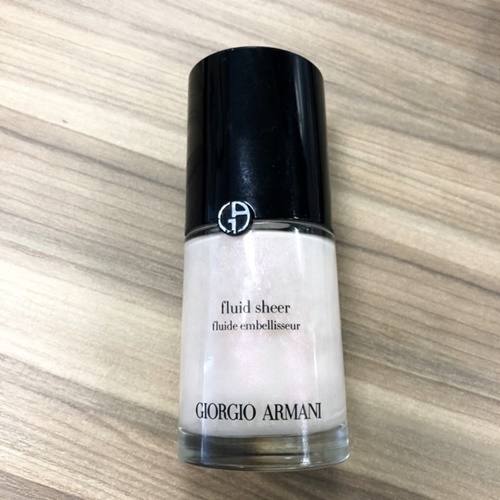 fluid sheer
fluide embellisseur
GIORGIO ARMANI